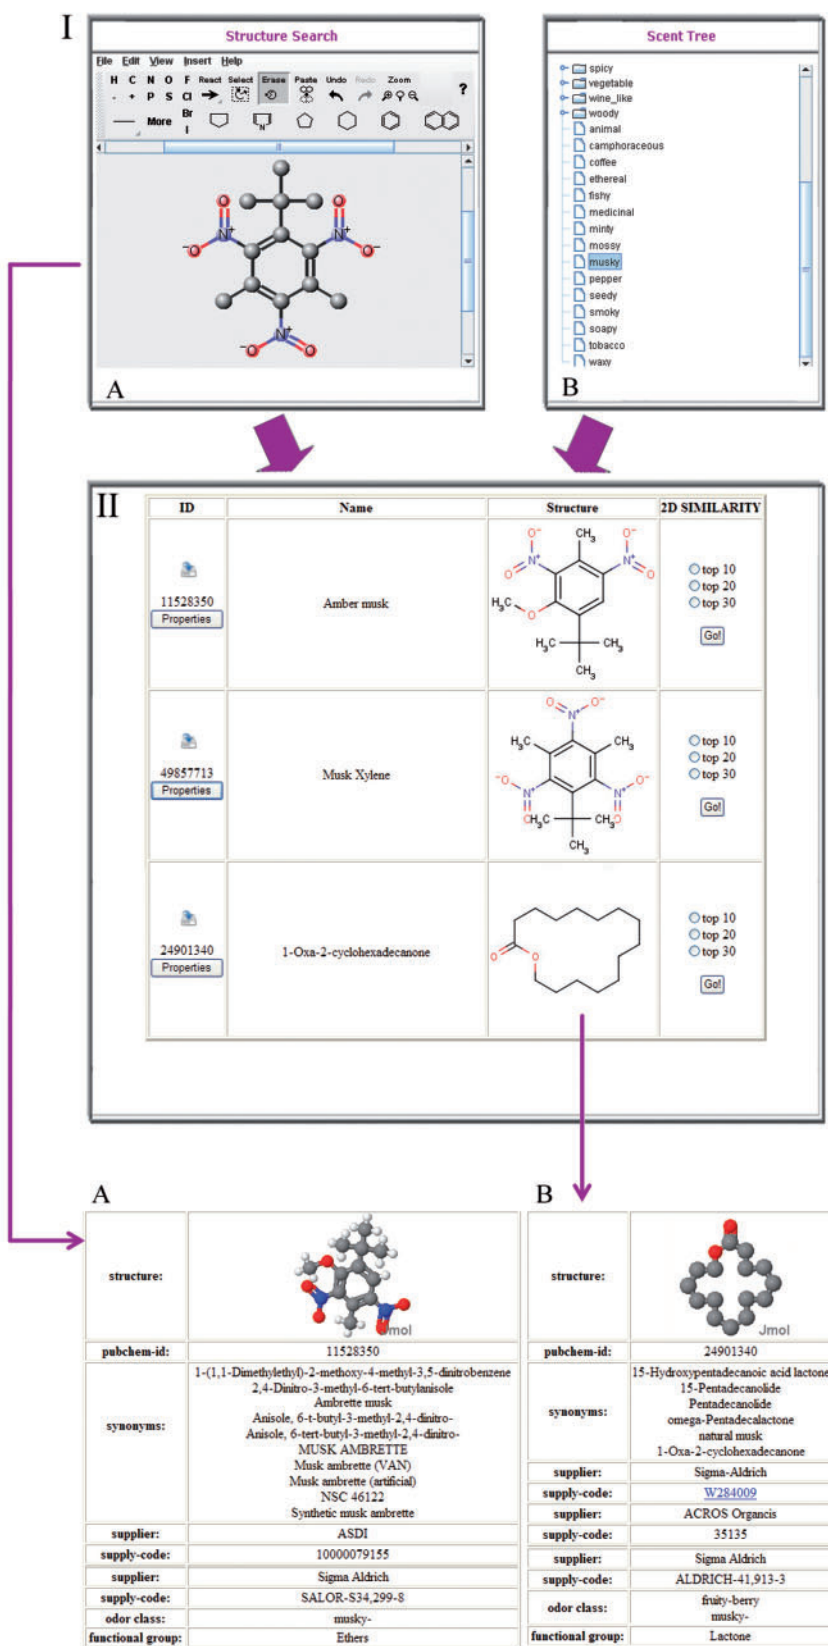 I
Structure Search
File Edit View Insert Help
H C N O F React Select Erase Paste Undo Redo Zoom
- + P S Cl ?
More Br
I
N
O O
N+ N+
-O O-
N+
-O O
A
Scent Tree
spicy
vegetable
wine_like
woody
animal
camphoraceous
coffee
ethereal
fishy
medicinal
minty
mossy
musky
pepper
seedy
smoky
soapy
tobacco
waxy
B
II
ID Name Structure 2D SIMILARITY
11528350
Properties
Amber musk
O- CH3 O-
N+ N+
O O
H3C O
H3C CH3
CH3
top 10
top 20
top 30
Go!
49857713
Properties
Musk Xylene
O N+ O-
H3C CH3
-O N+ N+ O-
O H3C CH3 O
CH3
top 10
top 20
top 30
Go!
24901340
Properties
1-Oxa-2-cyclohexadecanone
O O
top 10
top 20
top 30
Go!
A
structure:
Jmol
pubchem-id: 11528350
synonyms:
1-(1,1-Dimethylethyl)-2-methoxy-4-methyl-3,5-dinitrobenzene
2,4-Dinitro-3-methyl-6-tert-butylanisole
Ambrette musk
Anisole, 6-t-butyl-3-methyl-2,4-dinitro-
Anisole, 6-tert-butyl-3-methyl-2,4-dinitro-
MUSK AMBRETTE
Musk ambrette (VAN)
Musk ambrette (artificial)
NSC 46122
Synthetic musk ambrette
supplier: ASDI
supply-code: 10000079155
supplier: Sigma Aldrich
supply-code: SALOR-S34,299-8
odor class: musky-
functional group: Ethers
B
structure:
Jmol
pubchem-id: 24901340
synonyms:
15-Hydroxypentadecanoic acid lactone
15-Pentadecanolide
Pentadecanolide
omega-Pentadecalactone
natural musk
1-Oxa-2-cyclohexadecanone
supplier: Sigma-Aldrich
supply-code: W284009
supplier: ACROS Organcis
supply-code: 35135
supplier: Sigma Aldrich
supply-code: ALDRICH-41,913-3
odor class: fruity-berry
musky-
functional group: Lactone